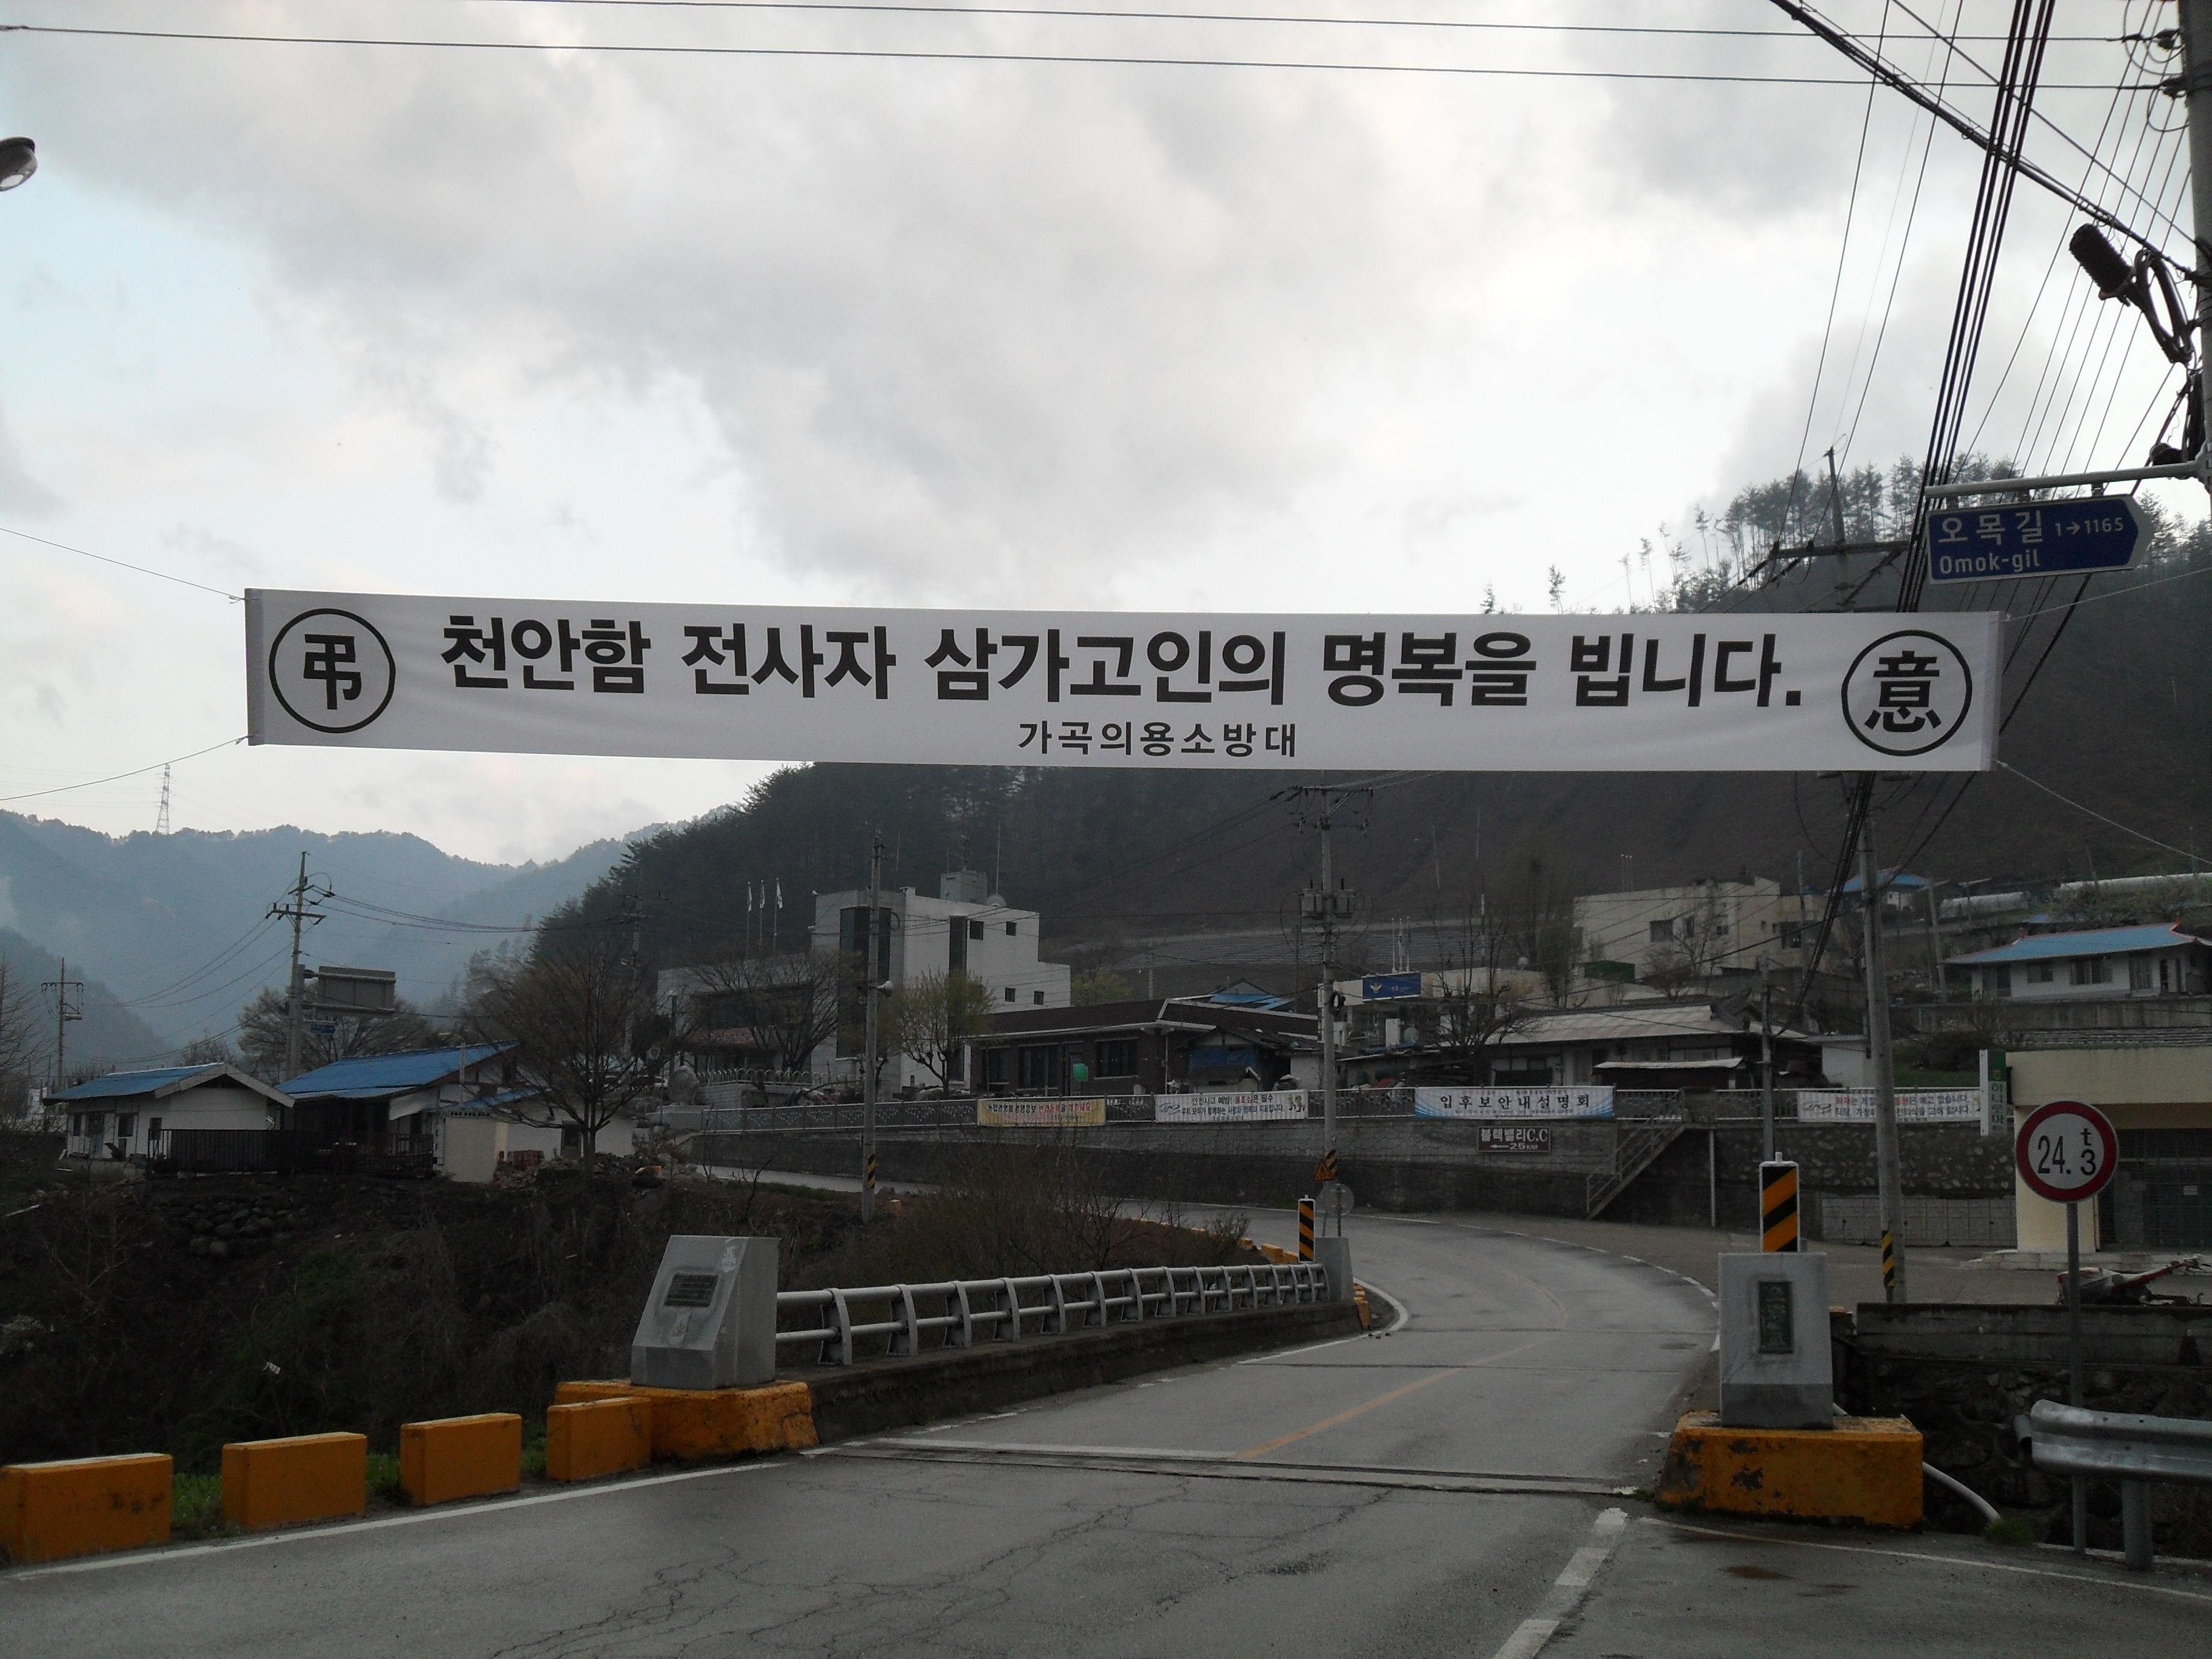 오목길 1→1165
Omok-gil
弔 천안함 전사자 삼가고인의 명복을 빕니다. 意
가곡의용소방대
입후보안내설명회
블랙밸리C.C
25KM
24.3t